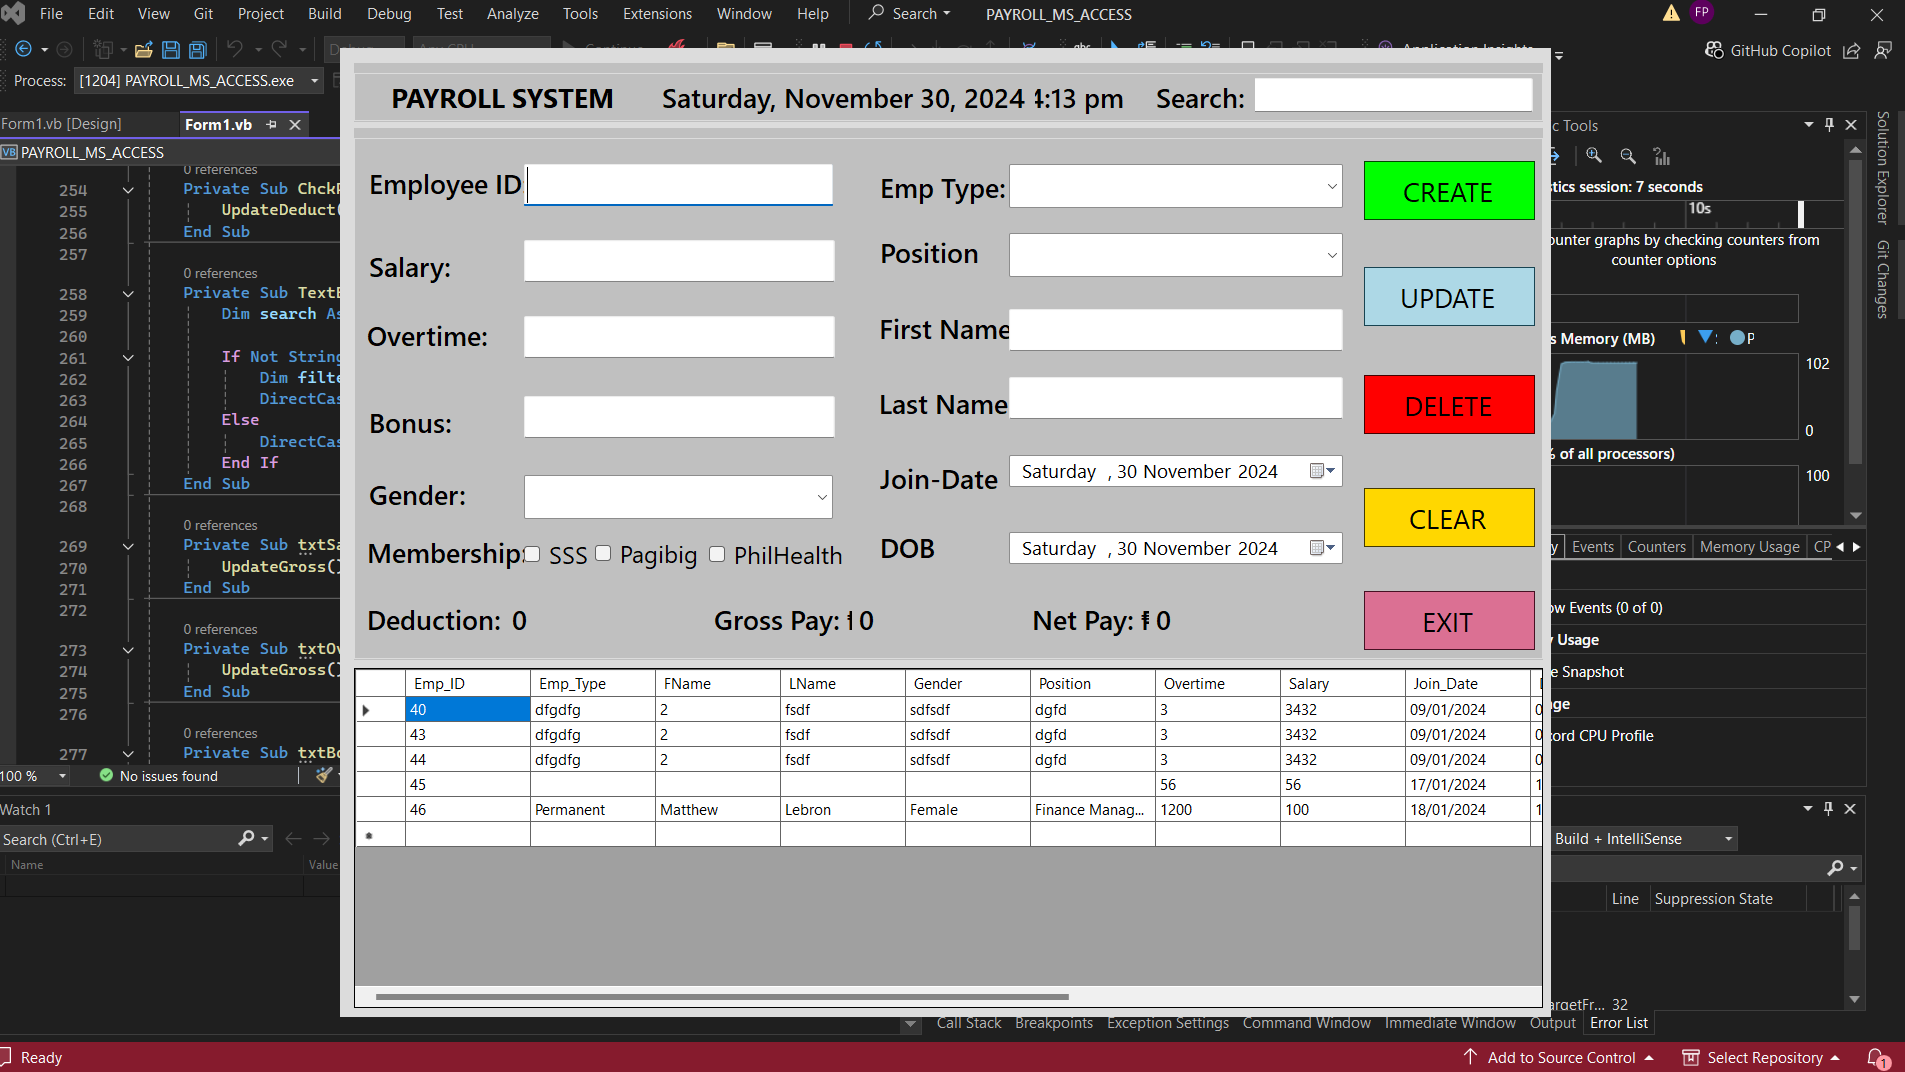 File Edit View Git Project Build Debug Test Analyze Tools Extensions Window Help Search PAYROLL_MS_ACCESS FP
GitHub Copilot
Process: [1204] PAYROLL_MS_ACCESS.exe
Form1.vb [Design] Form1.vb
PAYROLL_MS_ACCESS
PAYROLL SYSTEM Saturday, November 30, 2024 4:13 pm Search:
Employee ID
Salary:
Overtime:
Bonus:
Gender:
Membership: SSS Pagibig PhilHealth
Emp Type:
Position
First Name
Last Name
Join-Date Saturday , 30 November 2024
DOB Saturday , 30 November 2024
CREATE
UPDATE
DELETE
CLEAR
EXIT
Deduction: 0 Gross Pay: 0 Net Pay: ₱ 0
Emp_ID Emp_Type FName LName Gender Position Overtime Salary Join_Date
40 dfgdfg 2 fsdf sdfsdf dgfd 3 3432 09/01/2024 0
43 dfgdfg 2 fsdf sdfsdf dgfd 3 3432 09/01/2024 0
44 dfgdfg 2 fsdf sdfsdf dgfd 3 3432 09/01/2024 0
45 56 56 17/01/2024 1
46 Permanent Matthew Lebron Female Finance Manag... 1200 100 18/01/2024 1
0 references
254 Private Sub Chck
255 UpdateDeduct(
256 End Sub
257
0 references
258 Private Sub Text
259 Dim search As
260
261 If Not String
262 Dim filte
263 DirectCas
264 Else
265 DirectCas
266 End If
267 End Sub
268
0 references
269 Private Sub txtSa
270 UpdateGross()
271 End Sub
272
0 references
273 Private Sub txtOv
274 UpdateGross()
275 End Sub
276
0 references
277 Private Sub txtBo
100 % No issues found
Watch 1
Search (Ctrl+E)
Name Value
c Tools
stics session: 7 seconds
10s
ounter graphs by checking counters from
counter options
s Memory (MB) P
102
0
% of all processors)
100
y Events Counters Memory Usage CP
ow Events (0 of 0)
y Usage
e Snapshot
ge
cord CPU Profile
Build + IntelliSense
Line Suppression State
argetFr... 32
Solution Explorer
Git Changes
Call Stack Breakpoints Exception Settings Command Window Immediate Window Output Error List
Ready Add to Source Control Select Repository 1